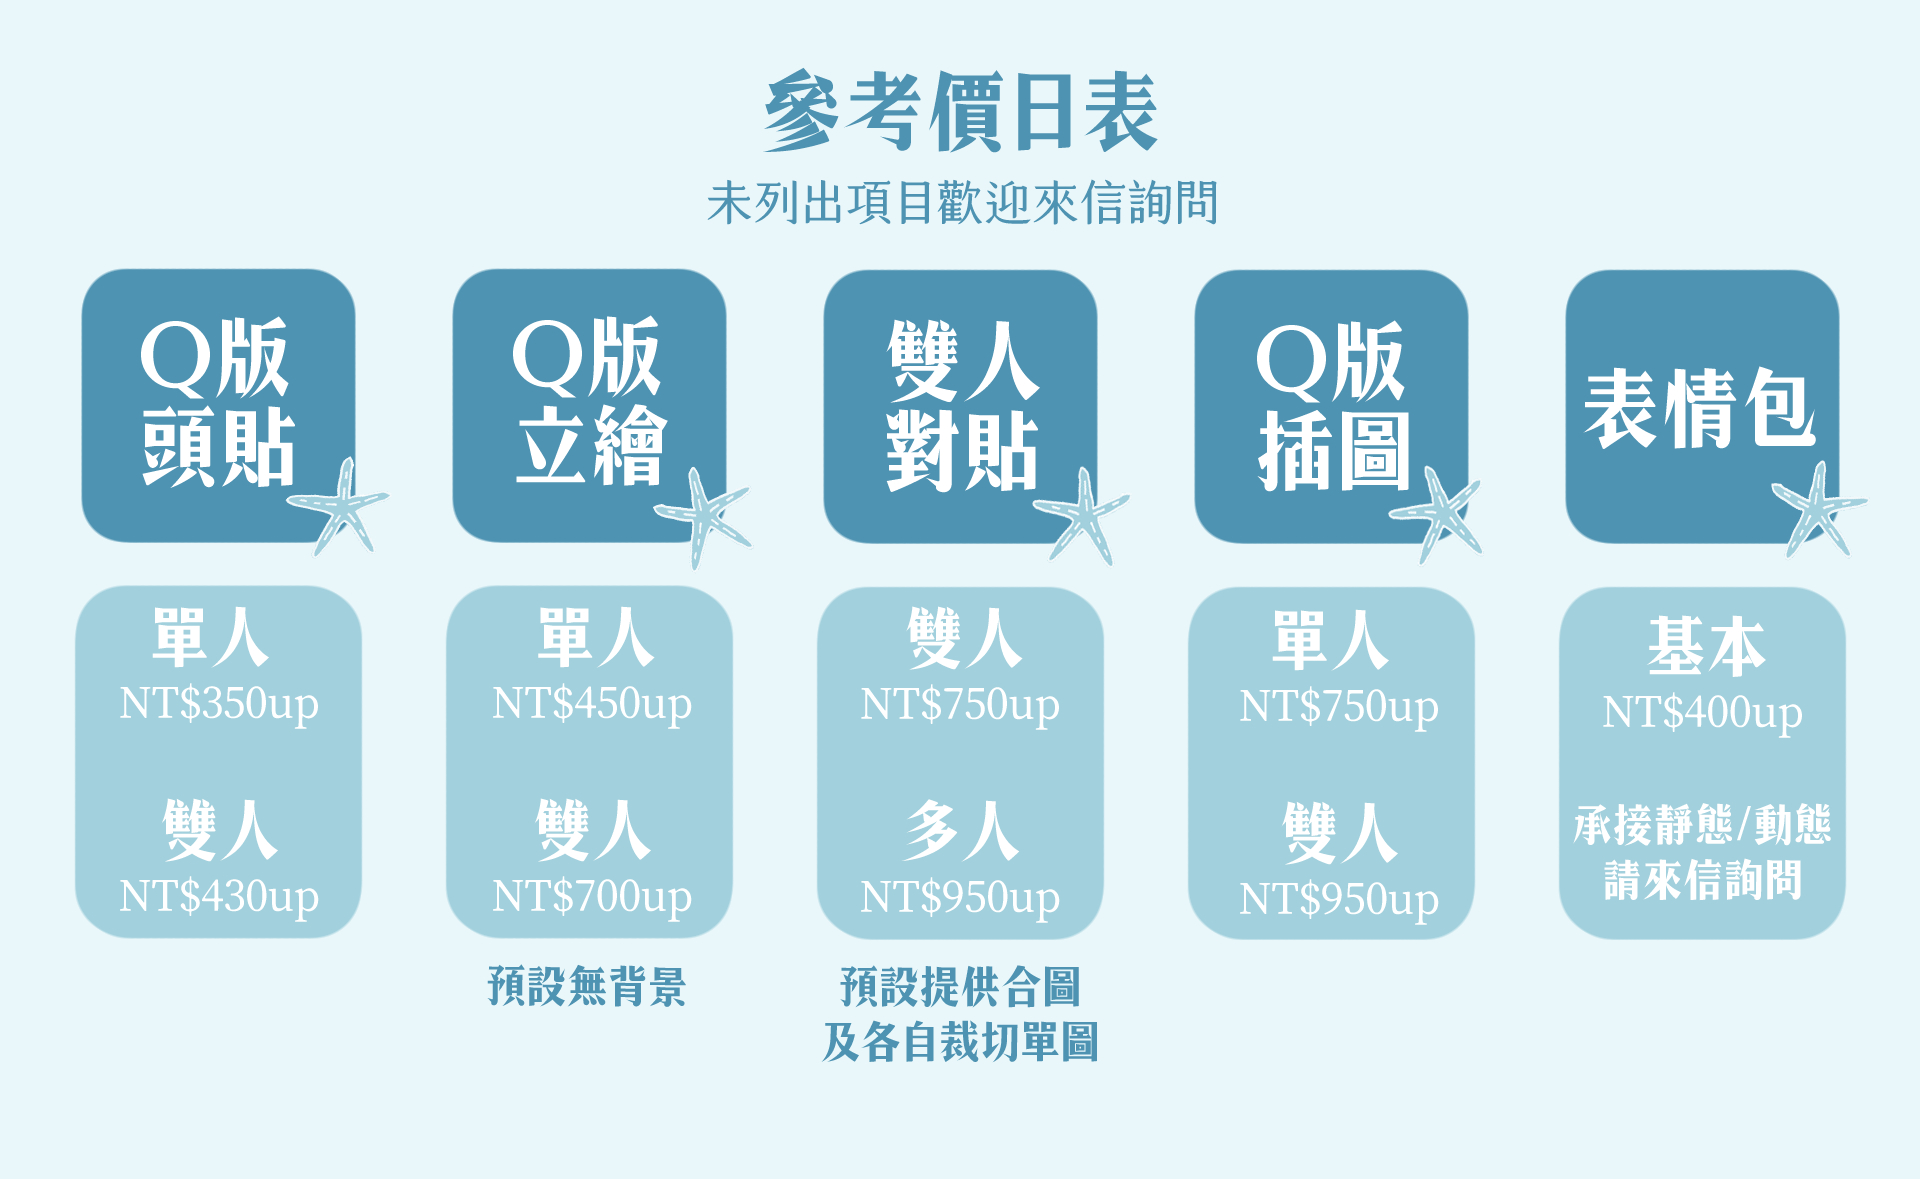 參考價日表
未列出項目歡迎來信詢問
Q版
頭貼
單人
NT$350up
雙人
NT$430up
Q版
立繪
單人
NT$450up
雙人
NT$700up
預設無背景
雙人
對貼
雙人
NT$750up
多人
NT$950up
預設提供合圖
及各自裁切單圖
Q版
插圖
單人
NT$750up
雙人
NT$950up
表情包
基本
NT$400up
承接靜態/動態
請來信詢問